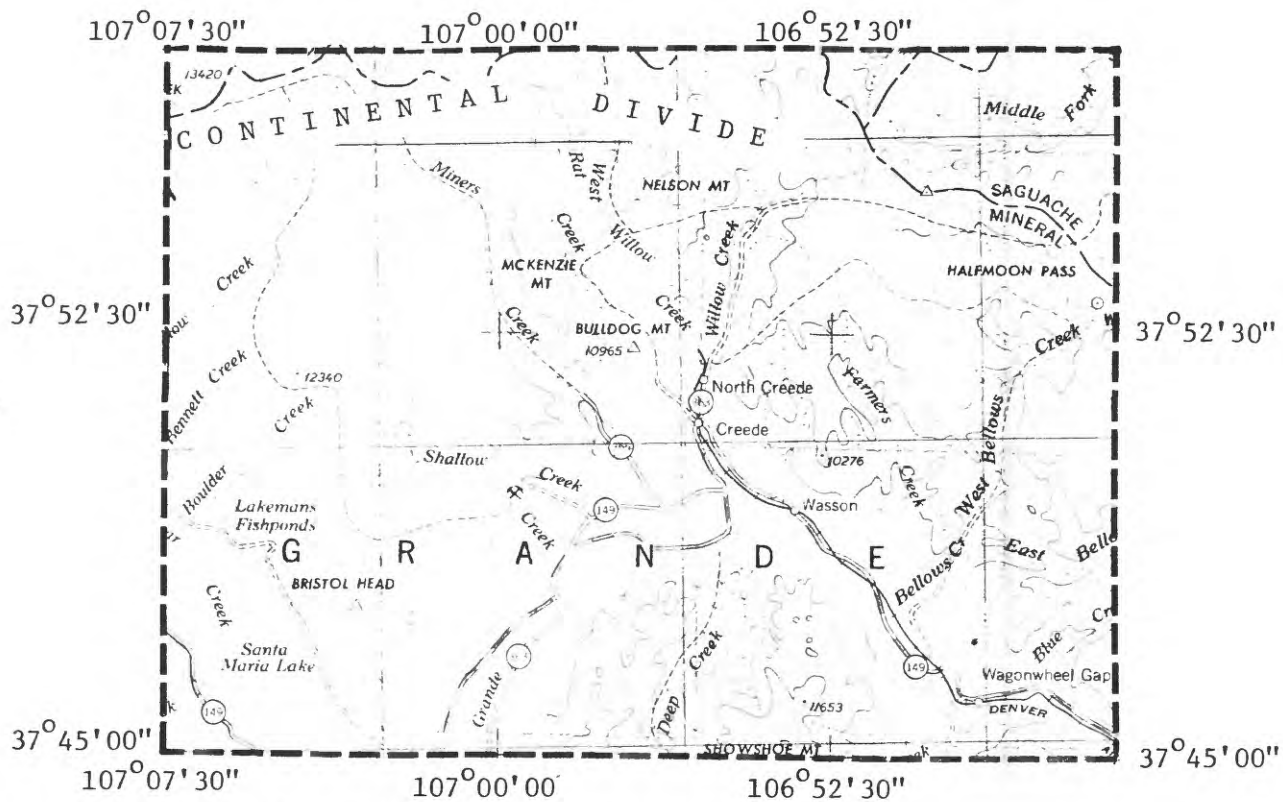 107°07'30"
107°00'00"
106°52'30"
13420
EK
CONTINENTAL DIVIDE
Middle Fork
Miners
Rat
West
NELSON MT
SAGUACHE
MINERAL
Creek
Willow
Creek
Creek
MCKENZIE
MT
HALFMOON PASS
37°52'30"
Creek
BULLDOG MT
10965
Creek
Willow
Creek
37°52'30"
Bennett Creek
12340
Creek
North Creede
Farmers
Creede
Shallow
10276
Boulder
Creek
Creek
West Bellows
Lakemans
Fishponds
149
Creek
Wasson
East
GRANDE
BRISTOL HEAD
Bellows Cr
Creek
Santa
Maria Lake
Creek
Blue
149
Wagonwheel Gap
Grande
Deep
11653
DENVER
149
37°45'00"
SHOWSHOE MT
37°45'00"
107°07'30"
107°00'00
106°52'30"